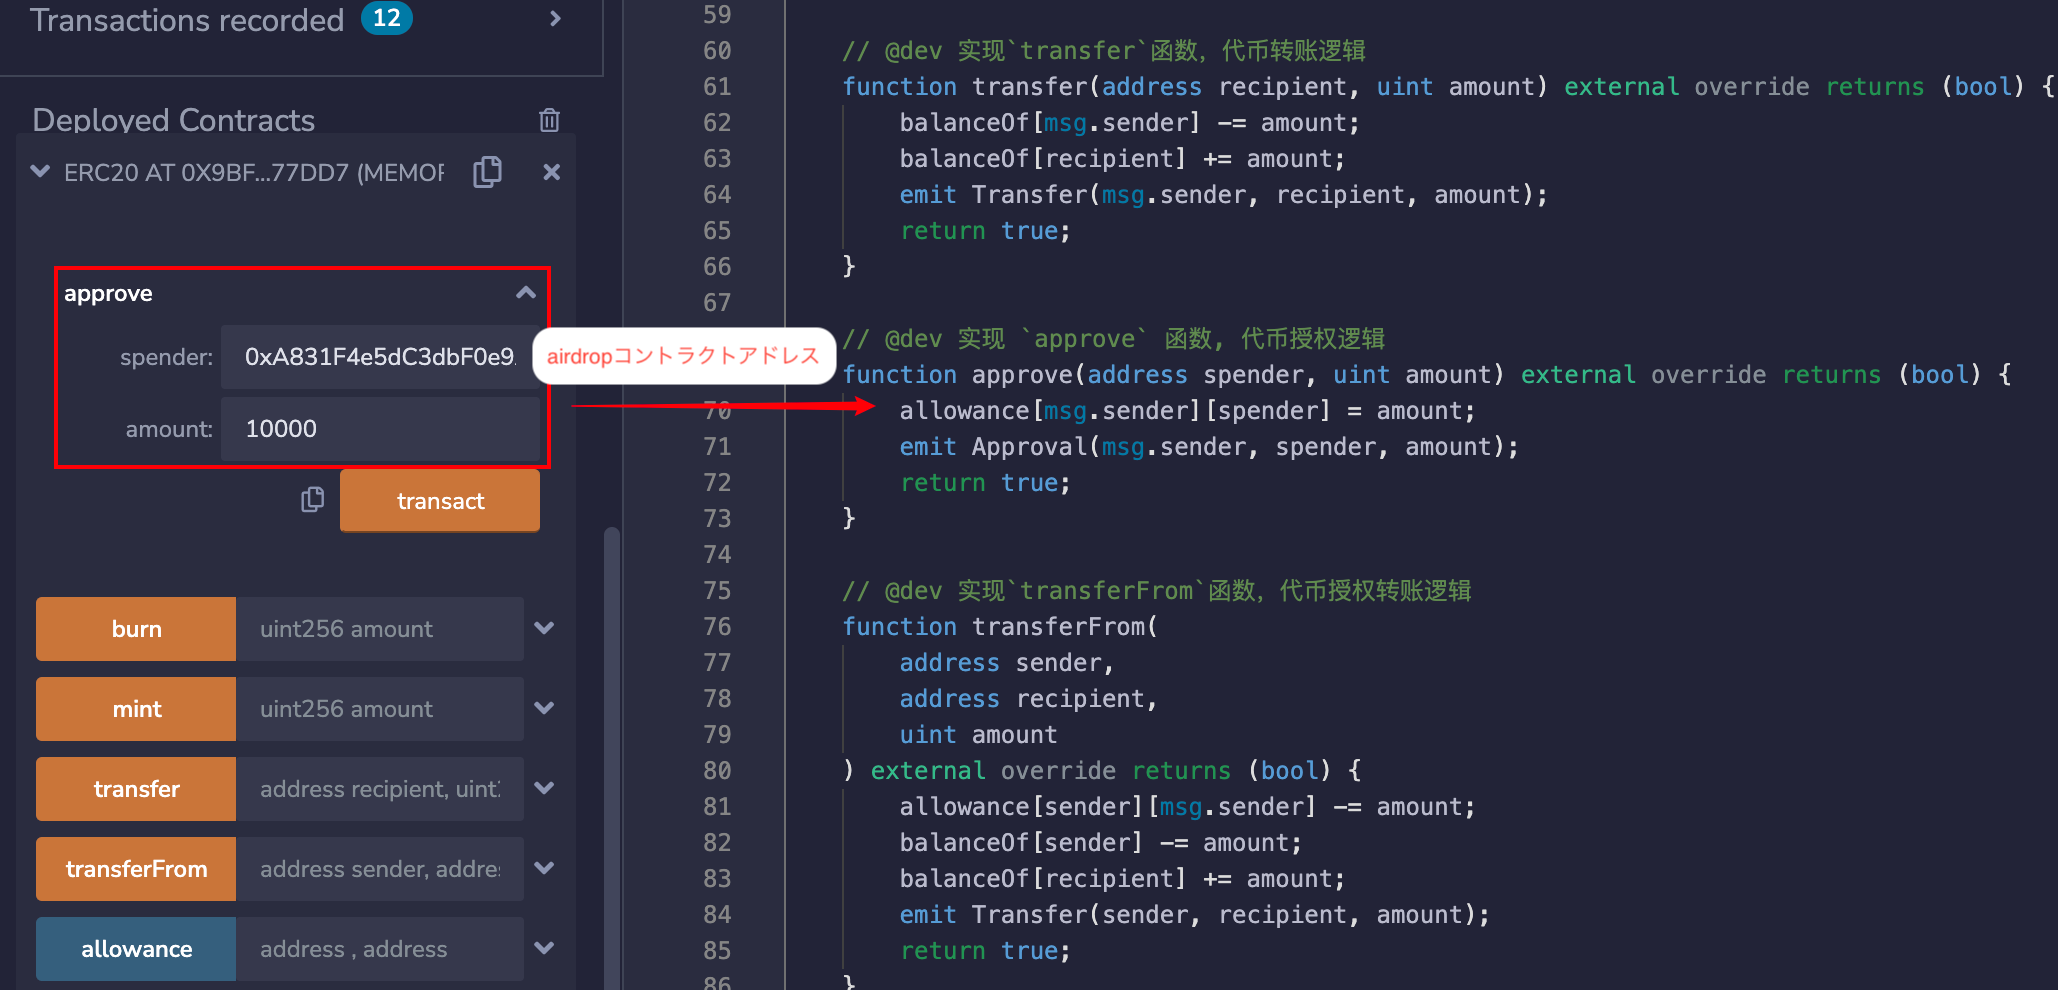 Transactions recorded 12
Deployed Contracts
ERC20 AT 0X9BF...77DD7 (MEMOR
approve
spender: 0xA831F4e5dC3dbF0e9.
amount: 10000
transact
burn uint256 amount
mint uint256 amount
transfer address recipient, uint
transferFrom address sender, addre
allowance address , address
airdropコントラクトアドレス
59
60 // @dev 实现`transfer`函数，代币转账逻辑
61 function transfer(address recipient, uint amount) external override returns (bool) {
62 balanceOf[msg.sender] -= amount;
63 balanceOf[recipient] += amount;
64 emit Transfer(msg.sender, recipient, amount);
65 return true;
66 }
67
// @dev 实现 `approve` 函数, 代币授权逻辑
function approve(address spender, uint amount) external override returns (bool) {
70 allowance[msg.sender][spender] = amount;
71 emit Approval(msg.sender, spender, amount);
72 return true;
73 }
74
75 // @dev 实现`transferFrom`函数，代币授权转账逻辑
76 function transferFrom(
77 address sender,
78 address recipient,
79 uint amount
80 ) external override returns (bool) {
81 allowance[sender][msg.sender] -= amount;
82 balanceOf[sender] -= amount;
83 balanceOf[recipient] += amount;
84 emit Transfer(sender, recipient, amount);
85 return true;
86 }